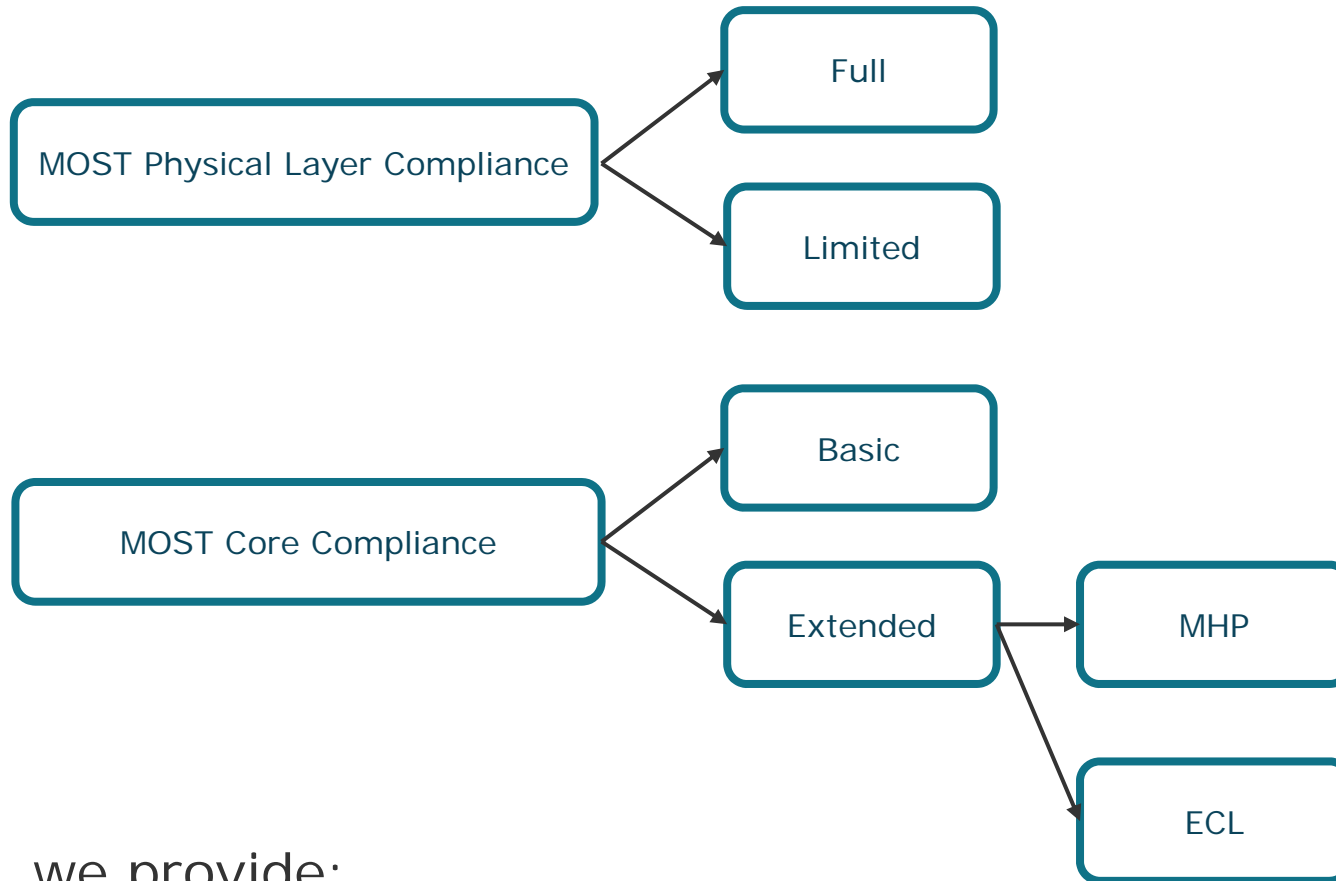 Full
MOST Physical Layer Compliance
Limited
Basic
MOST Core Compliance
Extended
MHP
ECL
we provide: